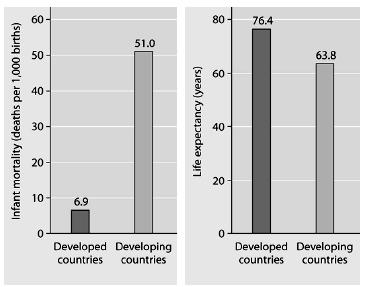 Infant mortality (deaths per 1,000 births)
60
50
40
30
20
10
0
6.9
51.0
Developed
countries
Developing
countries
Life expectancy (years)
80
60
40
20
0
76.4
63.8
Developed
countries
Developing
countries